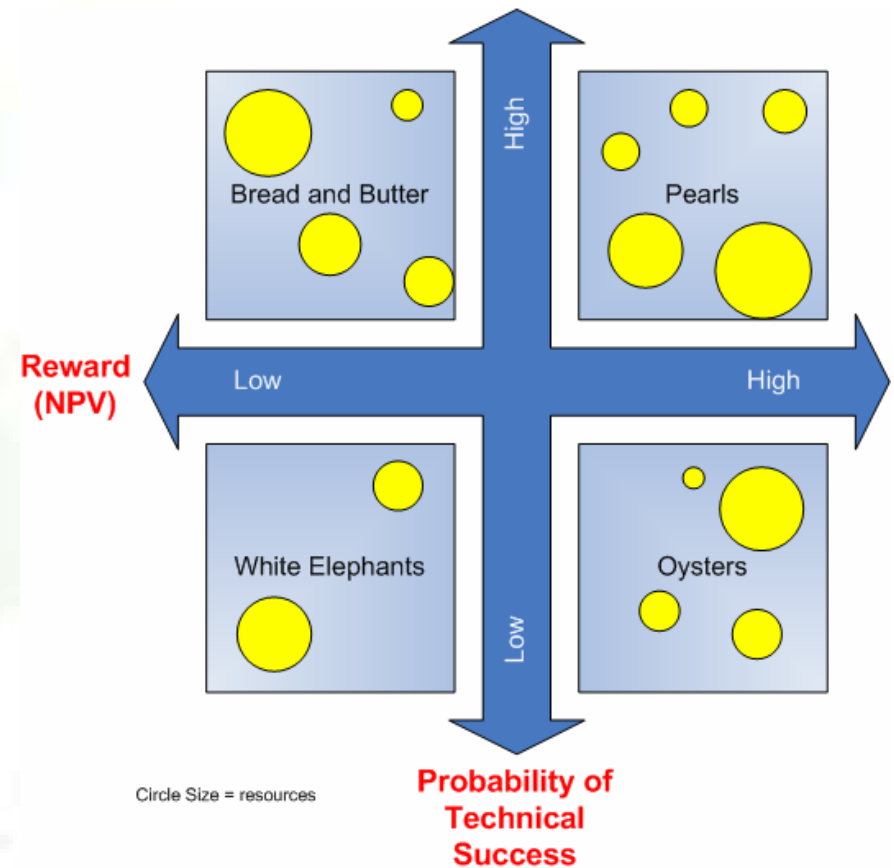 High
Bread and Butter
Pearls
Reward
(NPV)
Low
High
White Elephants
Oysters
Low
Circle Size = resources
Probability of
Technical
Success